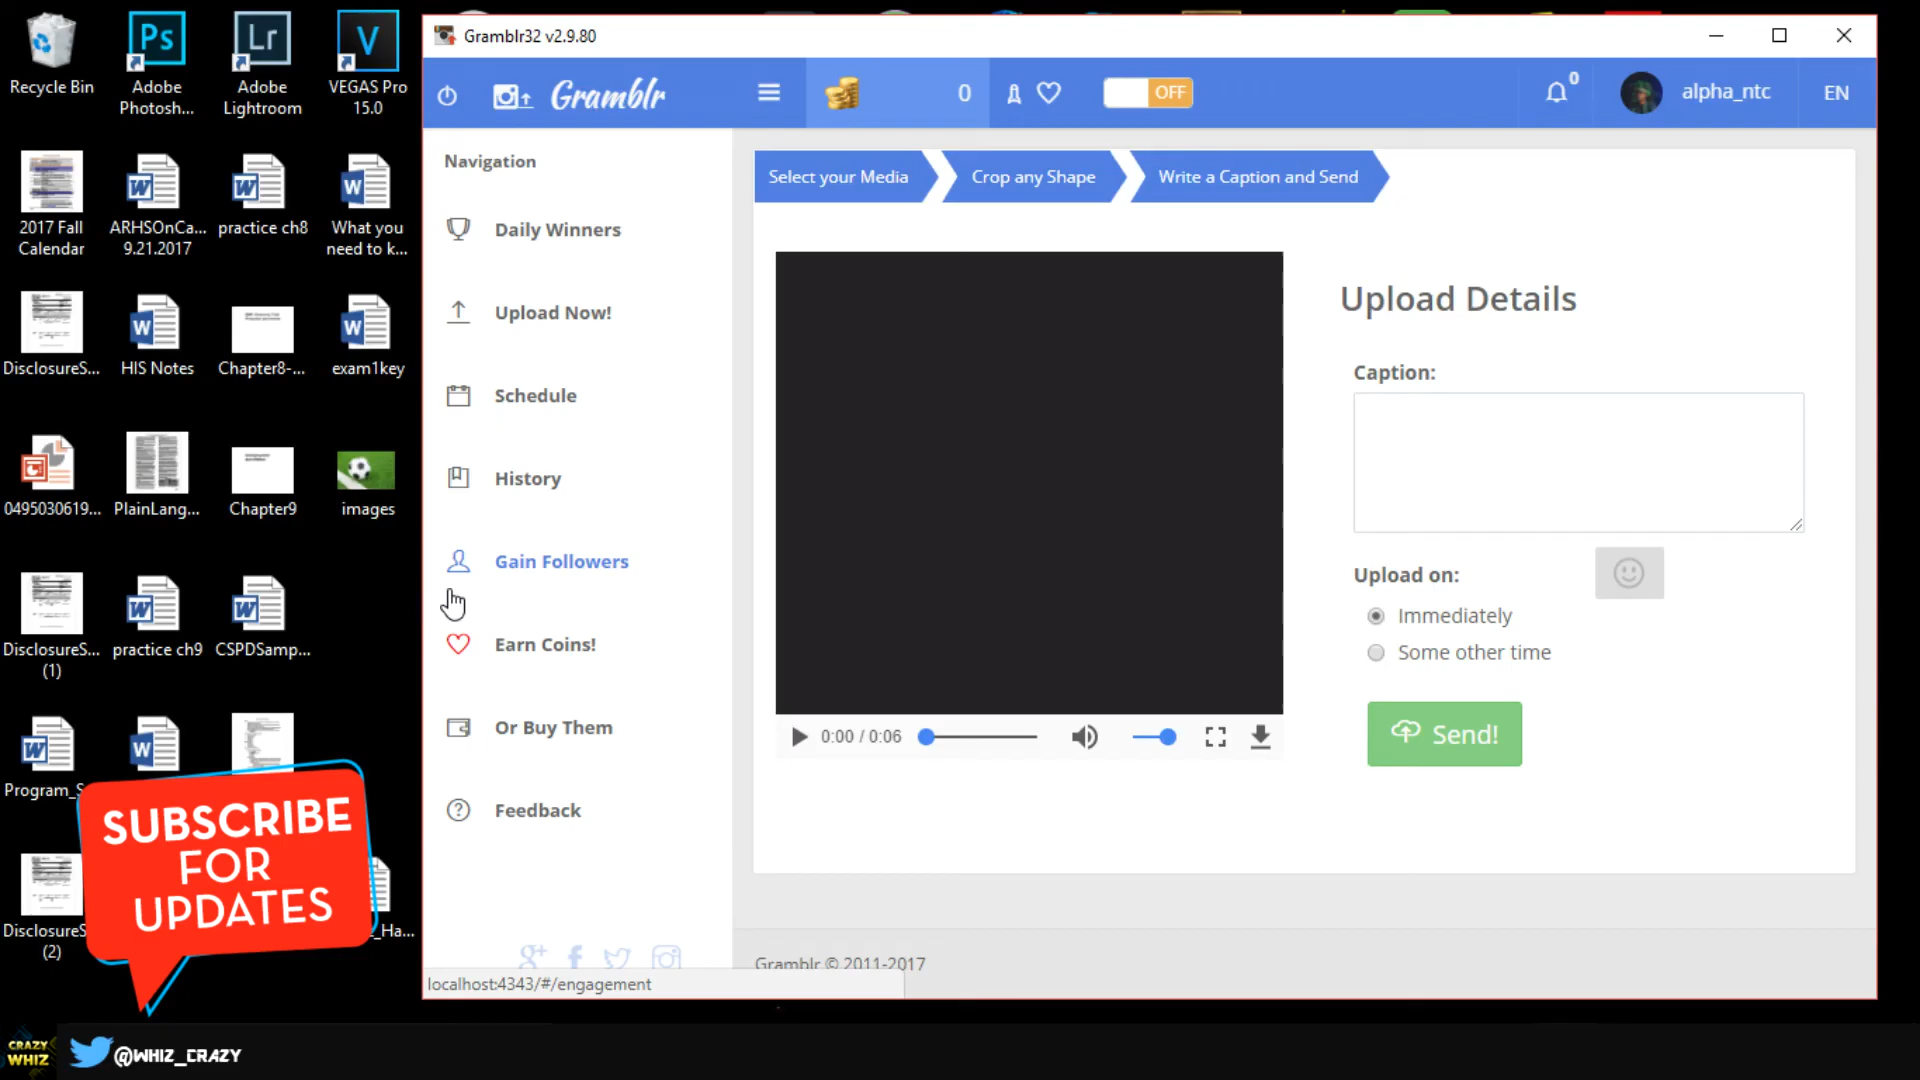 Recycle Bin
Adobe
Photosh...
Adobe
Lightroom
VEGAS Pro
15.0
2017 Fall
Calendar
ARHSOnCa...
9.21.2017
practice ch8
What you
need to k...
DisclosureS...
HIS Notes
Chapter8-...
exam1key
0495030619...
PlainLang...
Chapter9
images
DisclosureS...
(1)
practice ch9
CSPDSamp...
Program_S
DisclosureS
(2)
_Ha...
SUBSCRIBE
FOR
UPDATES
CRAZY
WHIZ
@WHIZ_CRAZY
Gramblr32 v2.9.80
Gramblr
0
OFF
0
alpha_ntc
EN
Navigation
Daily Winners
Upload Now!
Schedule
History
Gain Followers
Earn Coins!
Or Buy Them
Feedback
localhost:4343/#/engagement
Select your Media
Crop any Shape
Write a Caption and Send
0:00 / 0:06
Upload Details
Caption:
Upload on:
Immediately
Some other time
Send!
Gramblr © 2011-2017